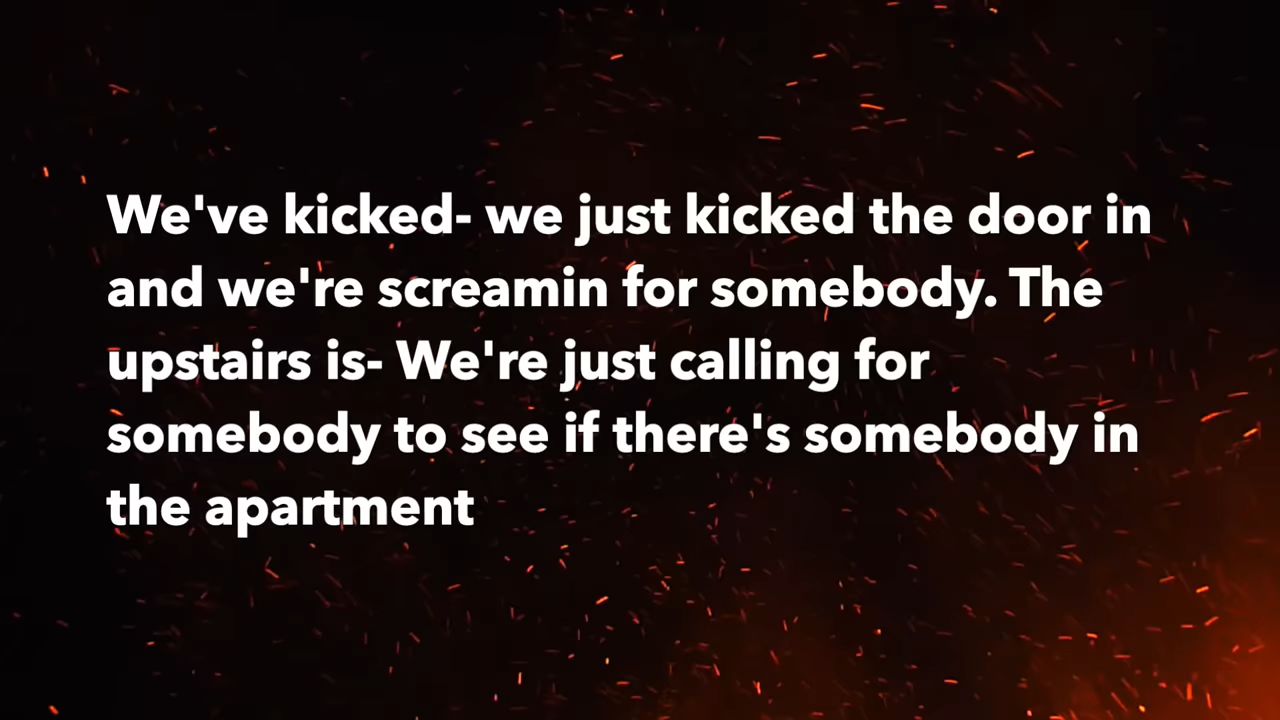 We've kicked- we just kicked the door in
and we're screamin for somebody. The
upstairs is- We're just calling for
somebody to see if there's somebody in
the apartment